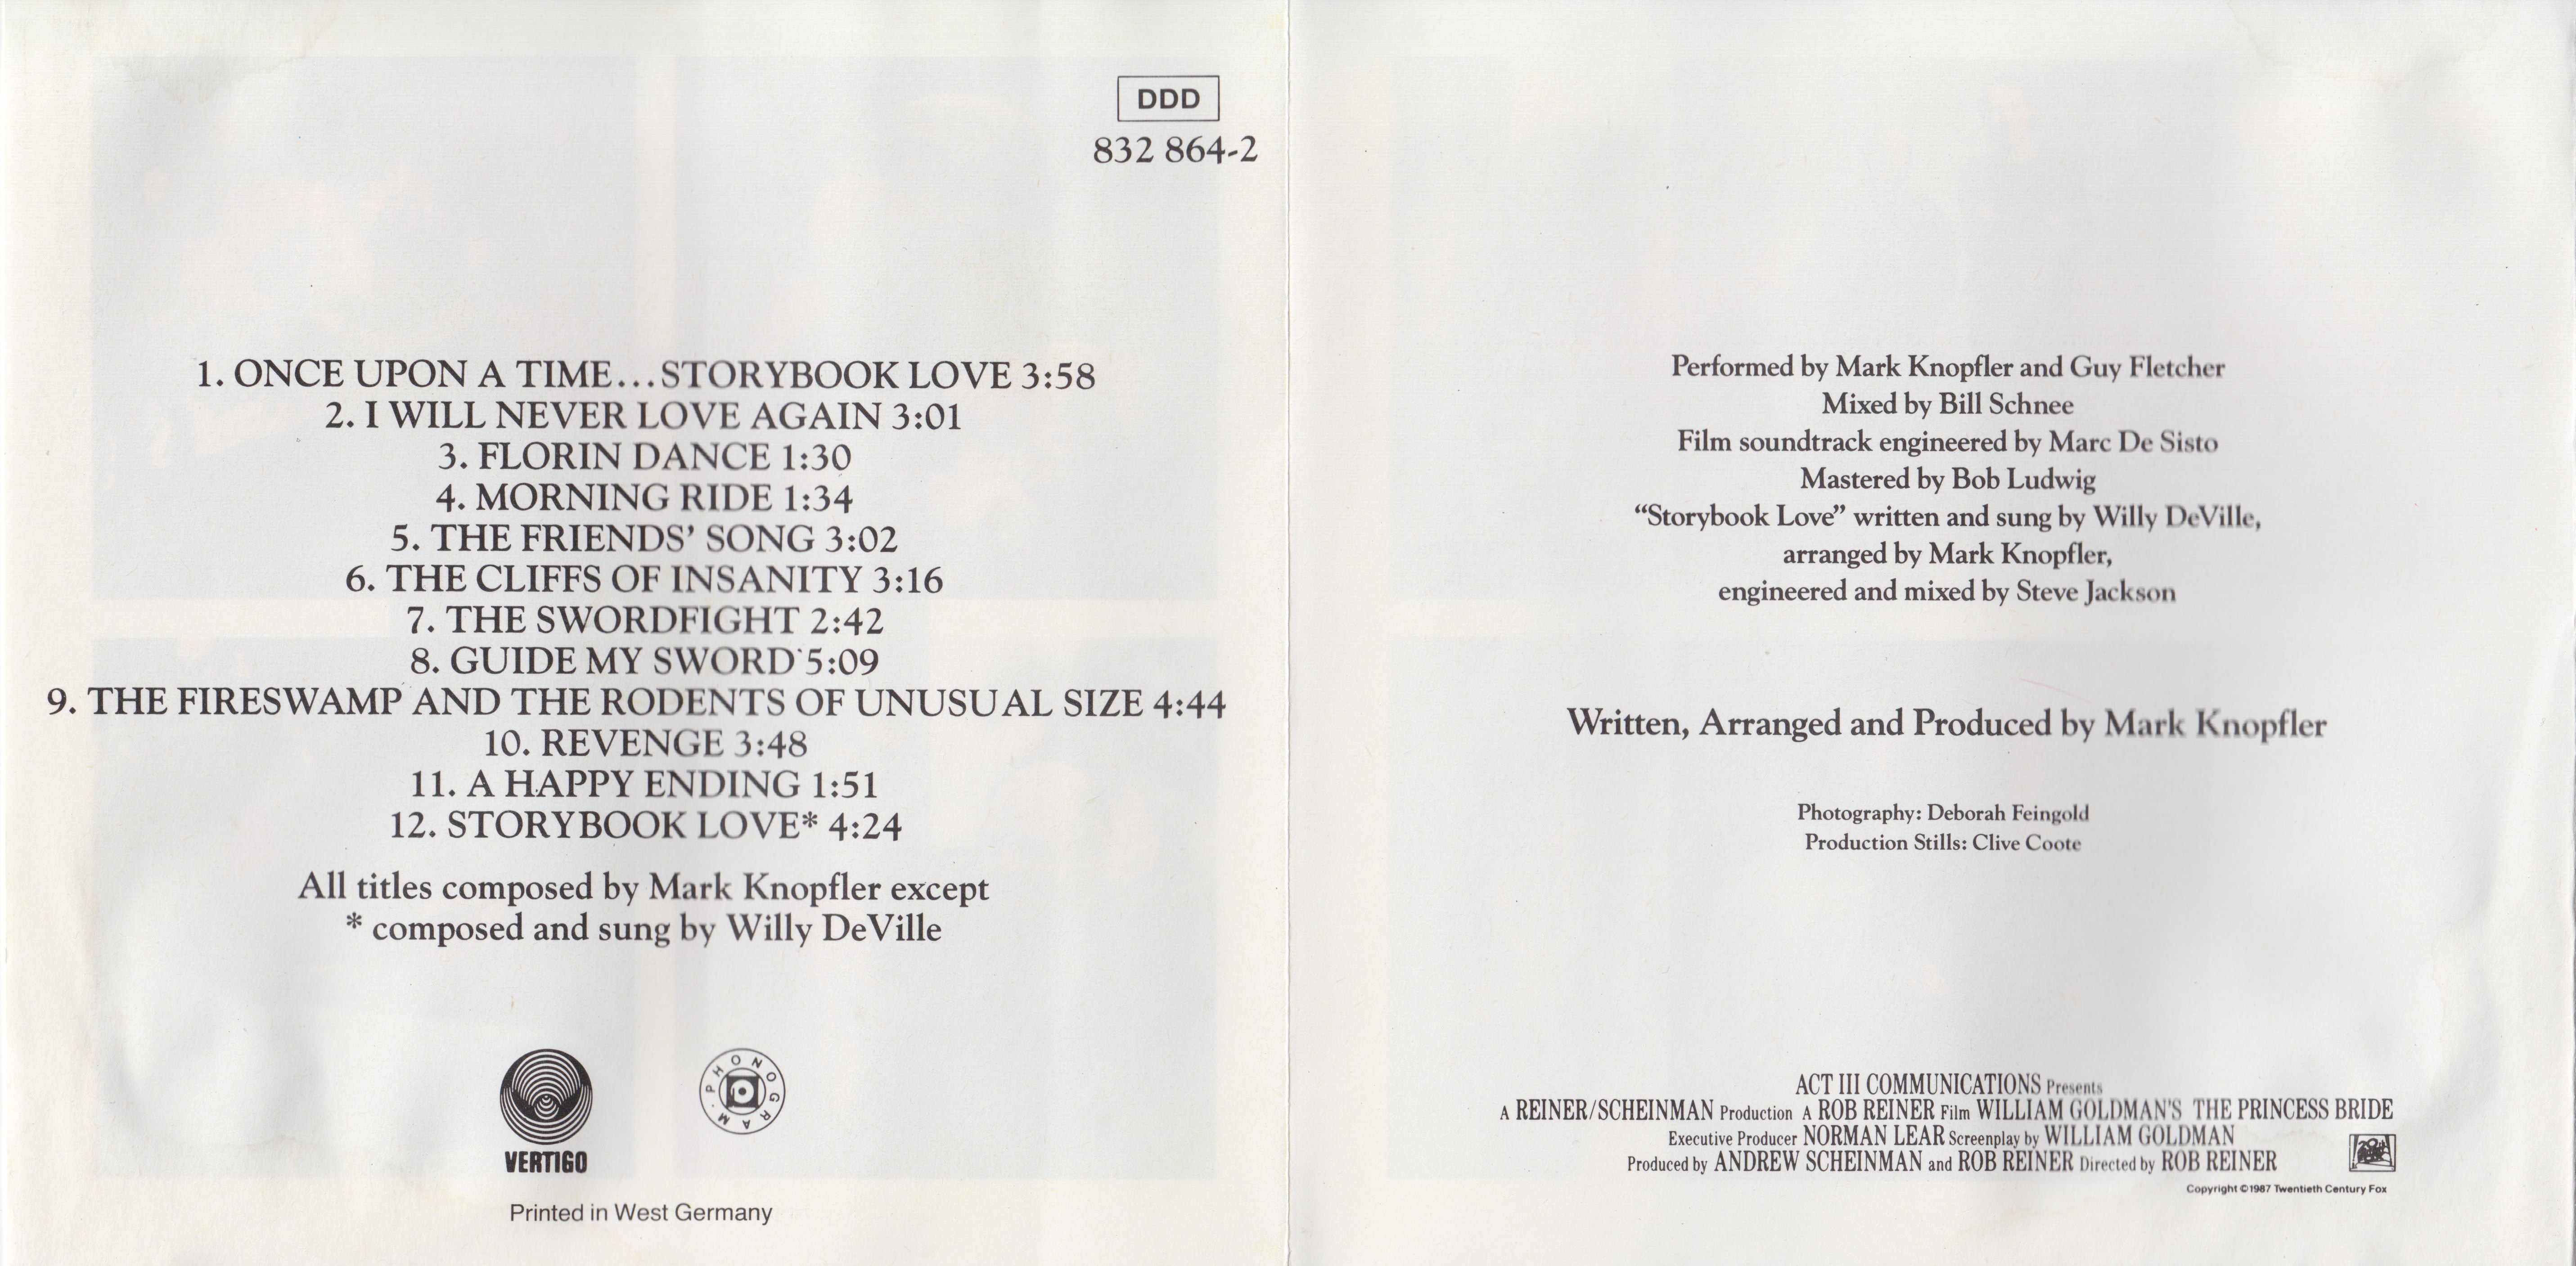 DDD
832 864-2
1. ONCE UPON A TIME...STORYBOOK LOVE 3:58
2. I WILL NEVER LOVE AGAIN 3:01
3. FLORIN DANCE 1:30
4. MORNING RIDE 1:34
5. THE FRIENDS' SONG 3:02
6. THE CLIFFS OF INSANITY 3:16
7. THE SWORDFIGHT 2:42
8. GUIDE MY SWORD 5:09
9. THE FIRESWAMP AND THE RODENTS OF UNUSUAL SIZE 4:44
10. REVENGE 3:48
11. A HAPPY ENDING 1:51
12. STORYBOOK LOVE* 4:24
All titles composed by Mark Knopfler except
* composed and sung by Willy DeVille
VERTIGO
PHONOGRAM
Printed in West Germany
Performed by Mark Knopfler and Guy Fletcher
Mixed by Bill Schnee
Film soundtrack engineered by Marc De Sisto
Mastered by Bob Ludwig
“Storybook Love” written and sung by Willy DeVille,
arranged by Mark Knopfler,
engineered and mixed by Steve Jackson
Written, Arranged and Produced by Mark Knopfler
Photography: Deborah Feingold
Production Stills: Clive Coote
ACT III COMMUNICATIONS Presents
A REINER/SCHEINMAN Production A ROB REINER Film WILLIAM GOLDMAN'S THE PRINCESS BRIDE
Executive Producer NORMAN LEAR Screenplay by WILLIAM GOLDMAN
Produced by ANDREW SCHEINMAN and ROB REINER Directed by ROB REINER
Copyright ©1987 Twentieth Century Fox